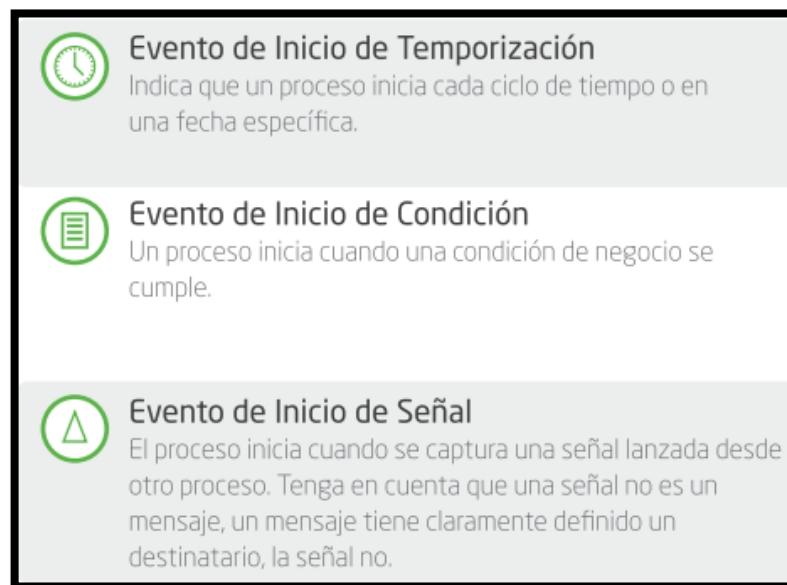 Evento de Inicio de Temporización
Indica que un proceso inicia cada ciclo de tiempo o en
una fecha específica.
Evento de Inicio de Condición
Un proceso inicia cuando una condición de negocio se
cumple.
Evento de Inicio de Señal
El proceso inicia cuando se captura una señal lanzada desde
otro proceso. Tenga en cuenta que una señal no es un
mensaje, un mensaje tiene claramente definido un
destinatario, la señal no.